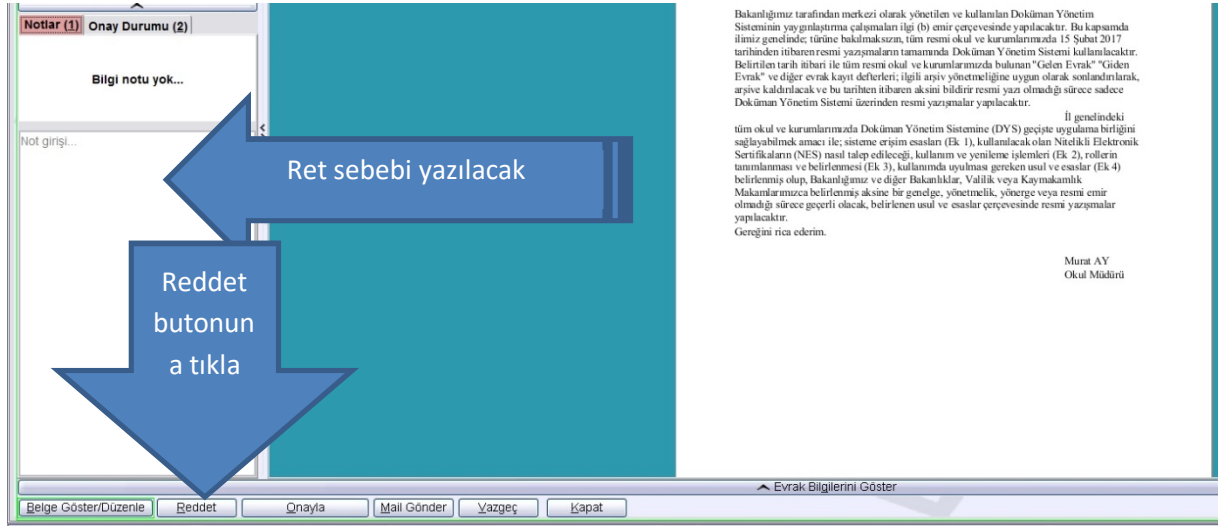 Notlar (1) Onay Durumu (2)
Bilgi notu yok...
Not girişi...
Ret sebebi yazılacak
Reddet
butonun
a tıkla
Bakanlığımız tarafından merkezi olarak yönetilen ve kullanılan Doküman Yönetim
Sisteminin yaygınlaştırma çalışmaları ilgi (b) emir çerçevesinde yapılacaktır. Bu kapsamda
ilimiz genelinde; türüne bakılmaksızın, tüm resmi okul ve kurumlarımızda 15 Şubat 2017
tarihinden itibaren resmi yazışmaların tamamında Doküman Yönetim Sistemi kullanılacaktır.
Belirtilen tarih itibari ile tüm resmi okul ve kurumlarımızda bulunan "Gelen Evrak" "Giden
Evrak" ve diğer evrak kayıt defterleri; ilgili arşiv yönetmeliğine uygun olarak sonlandırılarak,
arşive kaldırılacak ve bu tarihten itibaren aksini bildirir resmi yazı olmadığı sürece sadece
Doküman Yönetim Sistemi üzerinden resmi yazışmalar yapılacaktır.
İl genelindeki
tüm okul ve kurumlarımızda Doküman Yönetim Sistemine (DYS) geçişte uygulama birliğini
sağlayabilmek amacı ile; sisteme erişim esasları (Ek 1), kullanılacak olan Nitelikli Elektronik
Sertifikaların (NES) nasıl talep edileceği, kullanım ve yenileme işlemleri (Ek 2), rollerin
tanımlanması ve belirlenmesi (Ek 3), kullanımda uyulması gereken usul ve esaslar (Ek 4)
belirlenmiş olup, Bakanlığımız ve diğer Bakanlıklar, Valilik veya Kaymakamlık
Makamlarımızca belirlenmiş aksine bir genelge, yönetmelik, yönerge veya resmi emir
olmadığı sürece geçerli olacak, belirlenen usul ve esaslar çerçevesinde resmi yazışmalar
yapılacaktır.
Gereğini rica ederim.
Murat AY
Okul Müdürü
Evrak Bilgilerini Göster
Belge Göster/Düzenle Reddet Onayla Mail Gönder Vazgeç Kapat